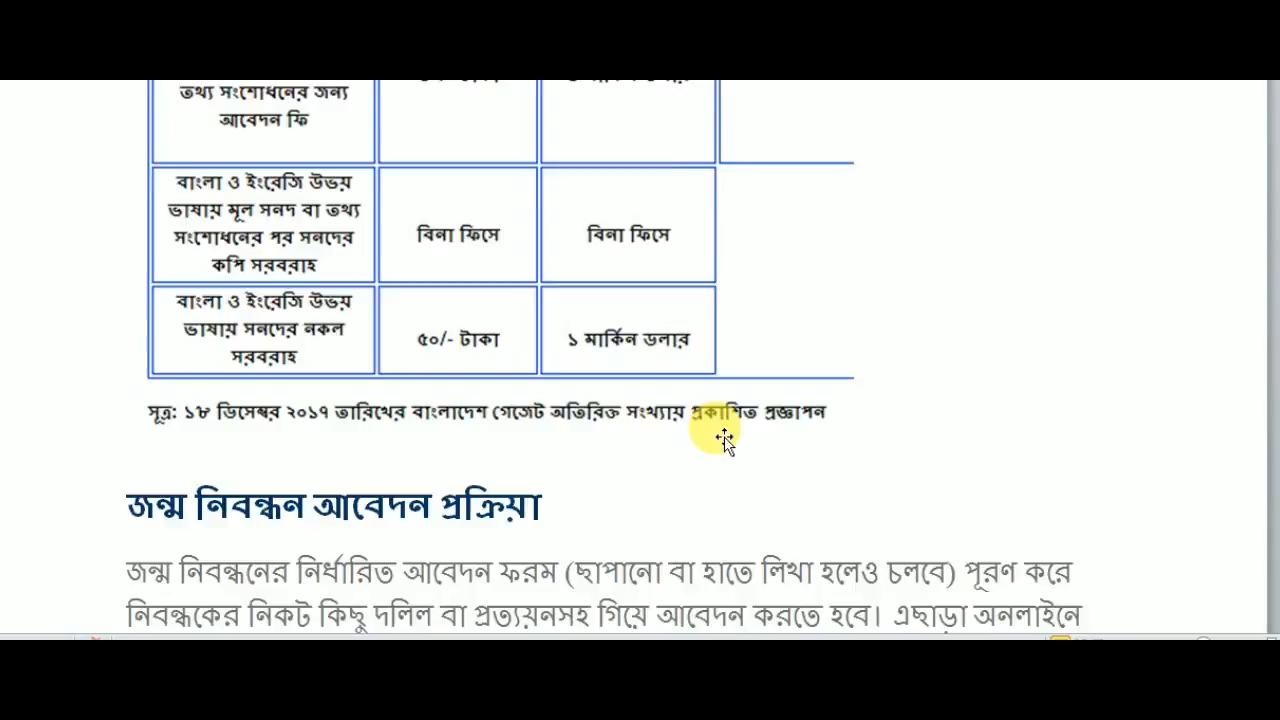 তথ্য সংশোধনের জন্য
আবেদন ফি
বাংলা ও ইংরেজি উভয়
ভাষায় মূল সনদ বা তথ্য
সংশোধনের পর সনদের
কপি সরবরাহ
বিনা ফিসে
বিনা ফিসে
বাংলা ও ইংরেজি উভয়
ভাষায় সনদের নকল
সরবরাহ
৫০/- টাকা
১ মার্কিন ডলার
সূত্র: ১৮ ডিসেম্বর ২০১৭ তারিখের বাংলাদেশ গেজেট অতিরিক্ত সংখ্যায় প্রকাশিত প্রজ্ঞাপন
জন্ম নিবন্ধন আবেদন প্রক্রিয়া
জন্ম নিবন্ধনের নির্ধারিত আবেদন ফরম (ছাপানো বা হাতে লিখা হলেও চলবে) পূরণ করে
নিবন্ধকের নিকট কিছু দলিল বা প্রত্যয়নসহ গিয়ে আবেদন করতে হবে। এছাড়া অনলাইনে